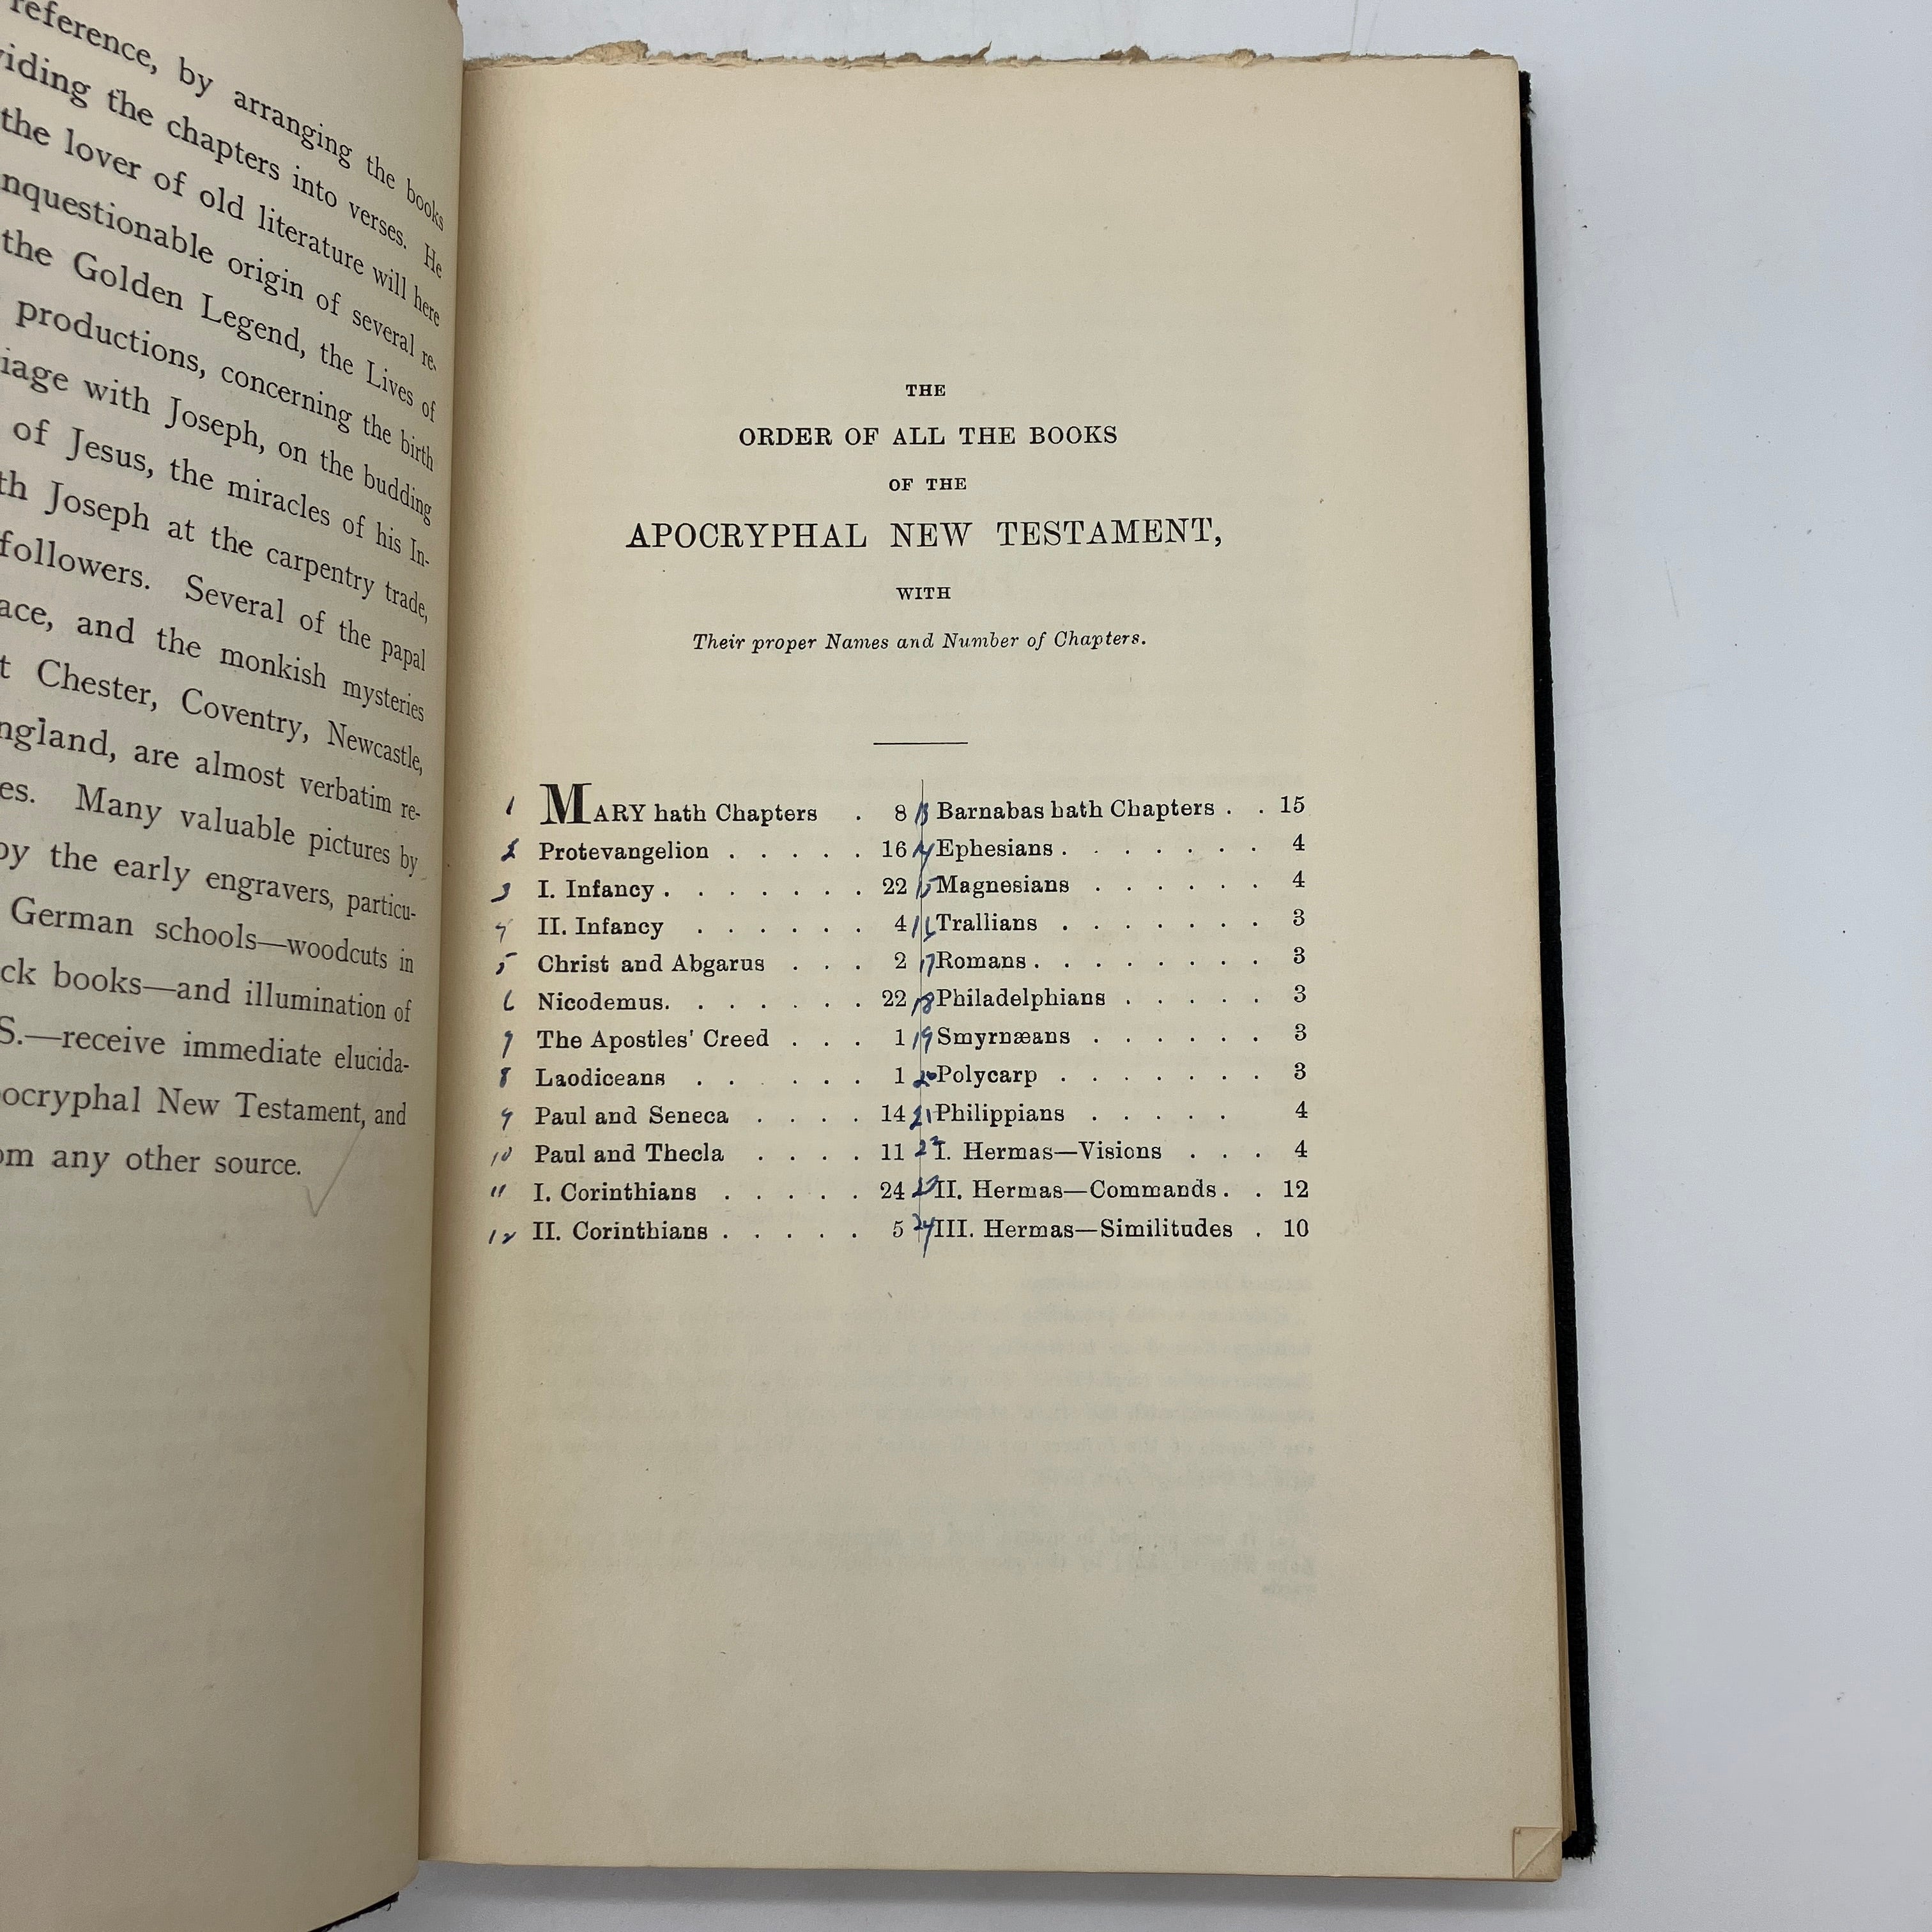 reference, by arranging the books
the chapters into verses. He
the lover of old literature will here
origin of several re-
the Golden Legend, the Lives of
productions, concerning the birth
with Joseph, on the budding
of Jesus, the miracles of his In-
Joseph at the carpentry trade,
followers. Several of the papal
and the monkish mysteries
Chester, Coventry, Newcastle,
are almost verbatim re-
Many valuable pictures by
the early engravers, particu-
German schools—woodcuts in
books—and illumination of
S.—receive immediate elucida-
New Testament, and
any other source.
THE
ORDER OF ALL THE BOOKS
OF THE
APOCRYPHAL NEW TESTAMENT,
WITH
Their proper Names and Number of Chapters.
1 MARY hath Chapters . 8
2 Protevangelion . . . . . 16
3 I. Infancy . . . . . . . 22
4 II. Infancy . . . . . . 4
5 Christ and Abgarus . . . 2
6 Nicodemus. . . . . . . 22
7 The Apostles' Creed . . . 1
8 Laodiceans . . . . . . 1
9 Paul and Seneca . . . . 14
10 Paul and Thecla . . . . 11
11 I. Corinthians . . . . . 24
12 II. Corinthians . . . . . 5
13 Barnabas hath Chapters . . 15
14 Ephesians . . . . . . . 4
15 Magnesians . . . . . . 4
16 Trallians . . . . . . . 3
17 Romans . . . . . . . . 3
18 Philadelphians . . . . . 3
19 Smyrnæans . . . . . . 3
20 Polycarp . . . . . . . 3
21 Philippians . . . . . 4
22 I. Hermas—Visions . . . 4
23 II. Hermas—Commands . . 12
24 III. Hermas—Similitudes . 10